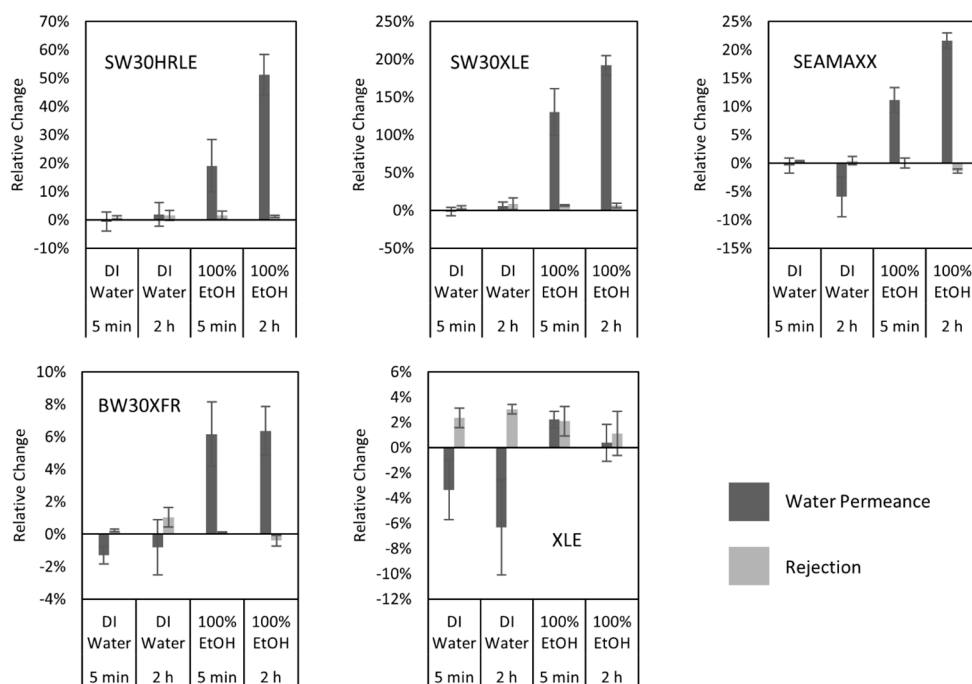 SW30HRLE
Relative Change
70%
60%
50%
40%
30%
20%
10%
0%
-10%
DI Water DI Water 100% EtOH 100% EtOH
5 min 2 h 5 min 2 h
SW30XLE
Relative Change
250%
200%
150%
100%
50%
0%
-50%
DI Water DI Water 100% EtOH 100% EtOH
5 min 2 h 5 min 2 h
SEAMAXX
Relative Change
25%
20%
15%
10%
5%
0%
-5%
-10%
-15%
DI Water DI Water 100% EtOH 100% EtOH
5 min 2 h 5 min 2 h
BW30XFR
Relative Change
10%
8%
6%
4%
2%
0%
-2%
-4%
DI Water DI Water 100% EtOH 100% EtOH
5 min 2 h 5 min 2 h
XLE
Relative Change
6%
4%
2%
0%
-2%
-4%
-6%
-8%
-10%
-12%
DI Water DI Water 100% EtOH 100% EtOH
5 min 2 h 5 min 2 h
Water Permeance
Rejection